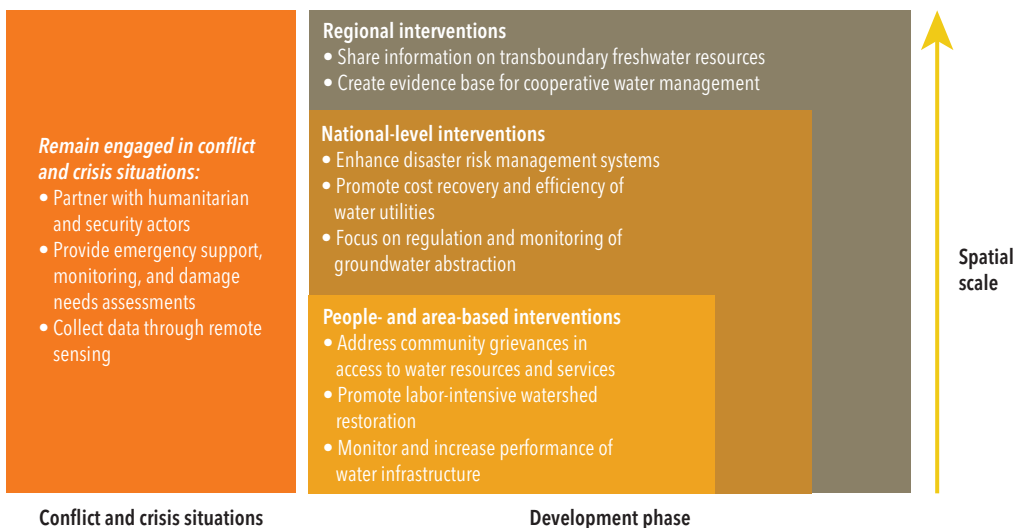 Remain engaged in conflict
and crisis situations:
• Partner with humanitarian
and security actors
• Provide emergency support,
monitoring, and damage
needs assessments
• Collect data through remote
sensing
Regional interventions
• Share information on transboundary freshwater resources
• Create evidence base for cooperative water management
National-level interventions
• Enhance disaster risk management systems
• Promote cost recovery and efficiency of
water utilities
• Focus on regulation and monitoring of
groundwater abstraction
People- and area-based interventions
• Address community grievances in
access to water resources and services
• Promote labor-intensive watershed
restoration
• Monitor and increase performance of
water infrastructure
Spatial
scale
Conflict and crisis situations
Development phase